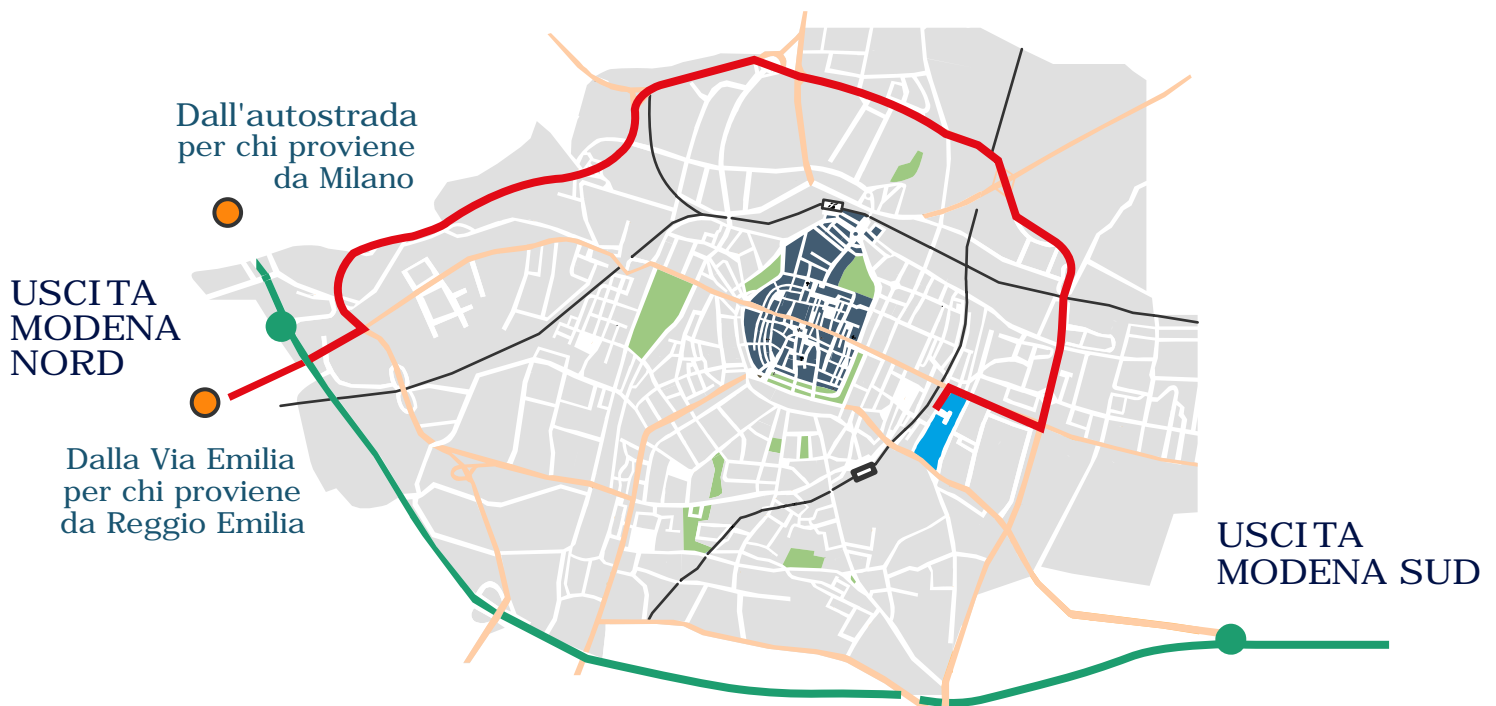 Dall'autostrada
per chi proviene
da Milano
USCITA
MODENA
NORD
Dalla Via Emilia
per chi proviene
da Reggio Emilia
USCITA
MODENA SUD